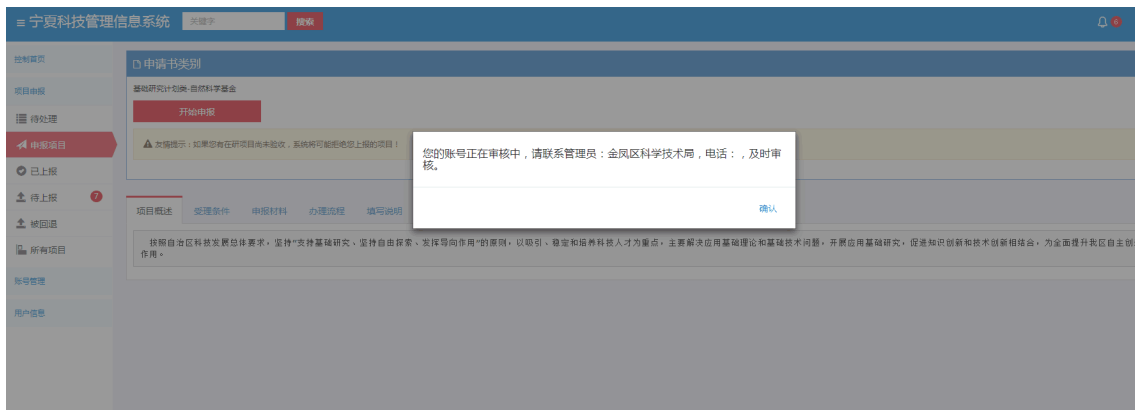 宁夏科技管理信息系统 关键字 搜索 6
控制首页
项目申报
待处理
申报项目
已上报
待上报 7
被回退
所有项目
账号管理
用户信息
申请书类别
基础研究计划类-自然科学基金
开始申报
友情提示：如果您有在研项目尚未验收，系统将可能拒绝您上报的项目！
您的账号正在审核中，请联系管理员：金凤区科学技术局，电话：，及时审
核。
确认
项目概述 受理条件 申报材料 办理流程 填写说明
按照自治区科技发展总体要求，坚持“支持基础研究、坚持自由探索、发挥导向作用”的原则，以吸引、稳定和培养科技人才为重点，主要解决应用基础理论和基础技术问题，开展应用基础研究，促进知识创新和技术创新相结合，为全面提升我区自主创
作用。